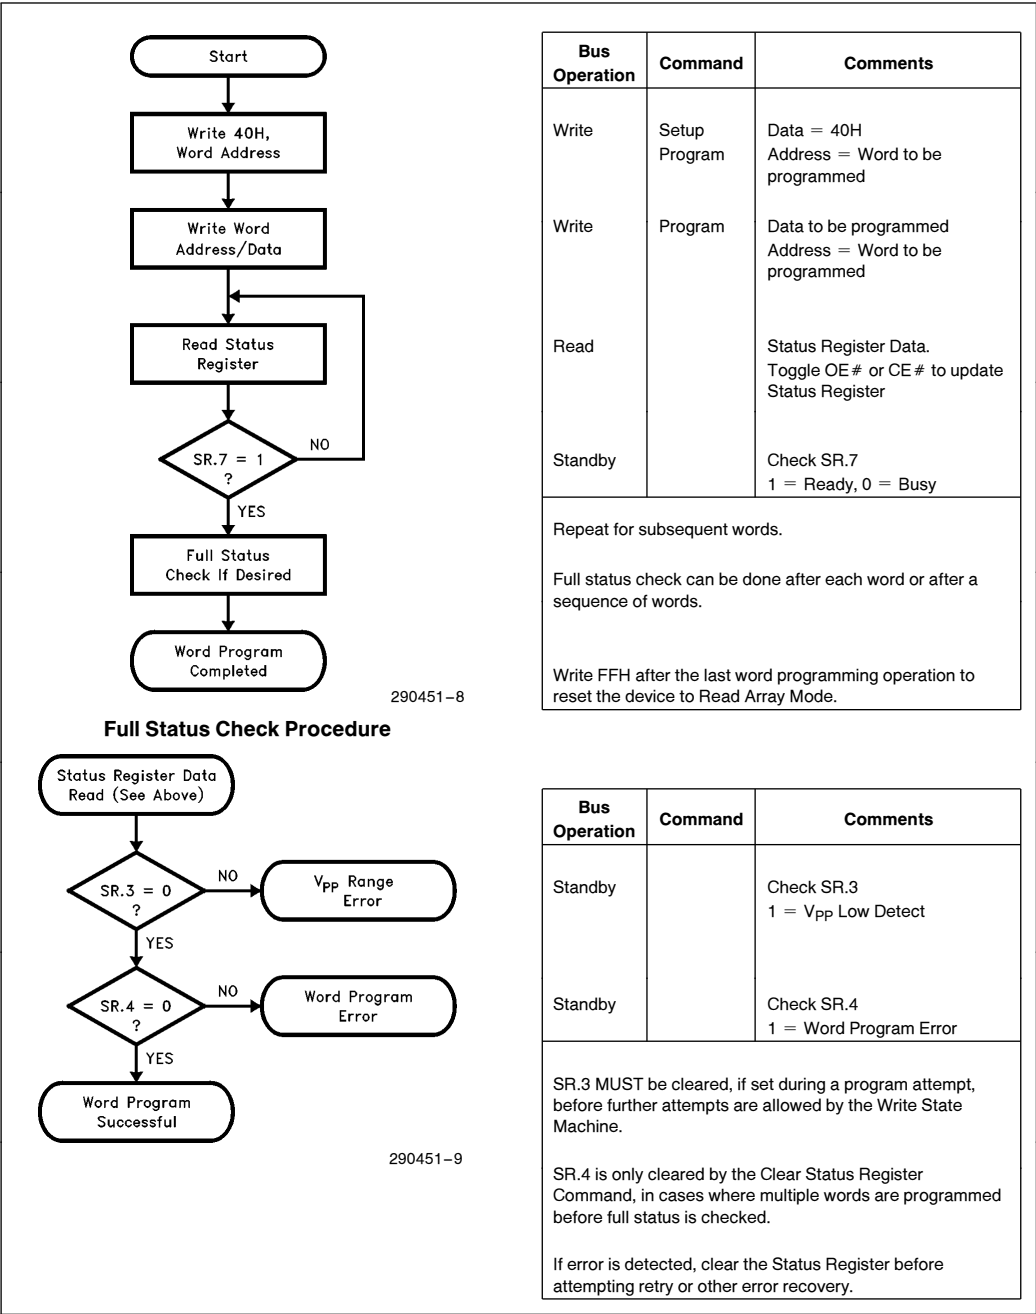 Start
Write 40H,
Word Address
Write Word
Address/Data
Read Status
Register
SR.7 = 1
?
NO
YES
Full Status
Check If Desired
Word Program
Completed
290451–8
Bus
Operation
Command
Comments
Write
Setup
Program
Data = 40H
Address = Word to be
programmed
Write
Program
Data to be programmed
Address = Word to be
programmed
Read
Status Register Data.
Toggle OE# or CE# to update
Status Register
Standby
Check SR.7
1 = Ready, 0 = Busy
Repeat for subsequent words.
Full status check can be done after each word or after a
sequence of words.
Write FFH after the last word programming operation to
reset the device to Read Array Mode.
Full Status Check Procedure
Status Register Data
Read (See Above)
SR.3 = 0
?
NO
VPP Range
Error
YES
SR.4 = 0
?
NO
Word Program
Error
YES
Word Program
Successful
290451–9
Bus
Operation
Command
Comments
Standby
Check SR.3
1 = VPP Low Detect
Standby
Check SR.4
1 = Word Program Error
SR.3 MUST be cleared, if set during a program attempt,
before further attempts are allowed by the Write State
Machine.
SR.4 is only cleared by the Clear Status Register
Command, in cases where multiple words are programmed
before full status is checked.
If error is detected, clear the Status Register before
attempting retry or other error recovery.